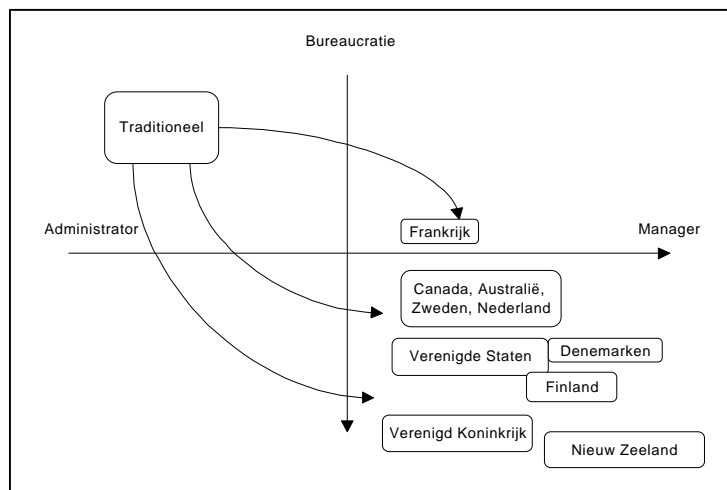 Bureaucratie
Traditioneel
Administrator
Frankrijk
Manager
Canada, Australië,
Zweden, Nederland
Verenigde Staten
Denemarken
Finland
Verenigd Koninkrijk
Nieuw Zeeland